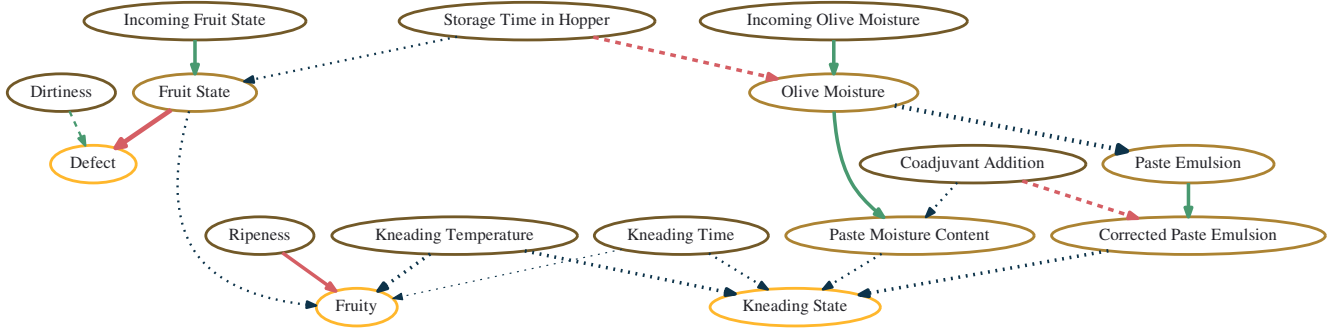 Incoming Fruit State
Storage Time in Hopper
Incoming Olive Moisture
Dirtiness
Fruit State
Olive Moisture
Defect
Coadjuvant Addition
Paste Emulsion
Ripeness
Kneading Temperature
Kneading Time
Paste Moisture Content
Corrected Paste Emulsion
Fruity
Kneading State